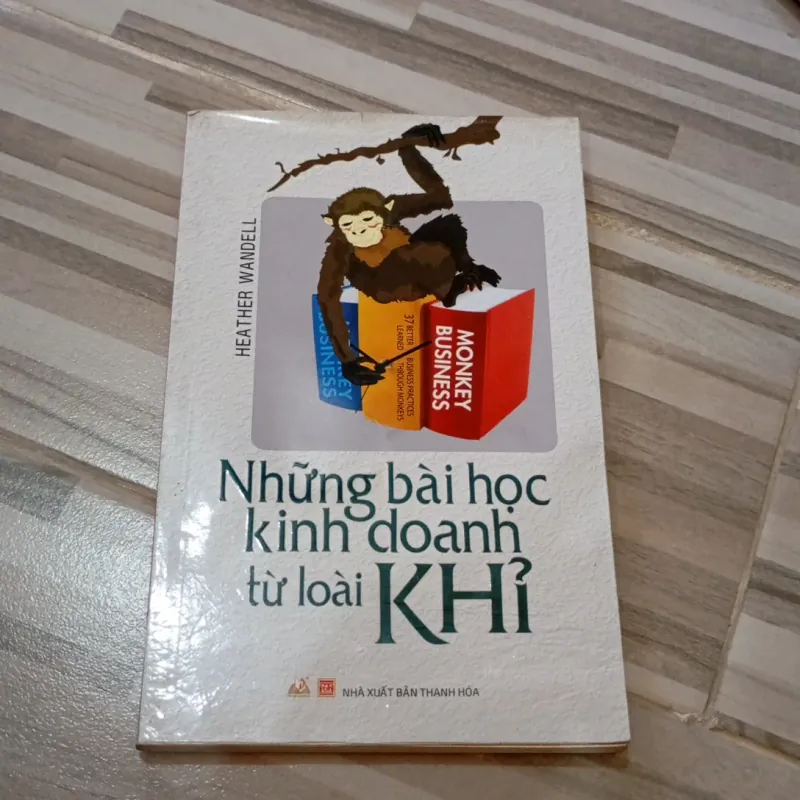 HEATHER WANDELL
BUSINESS
37 BETTER BUSINESS PRACTICES
LEARNED THROUGH MONKEYS
MONKEY
BUSINESS
Những bài học
kinh doanh
từ loài KHỈ
NHÀ XUẤT BẢN THANH HÓA